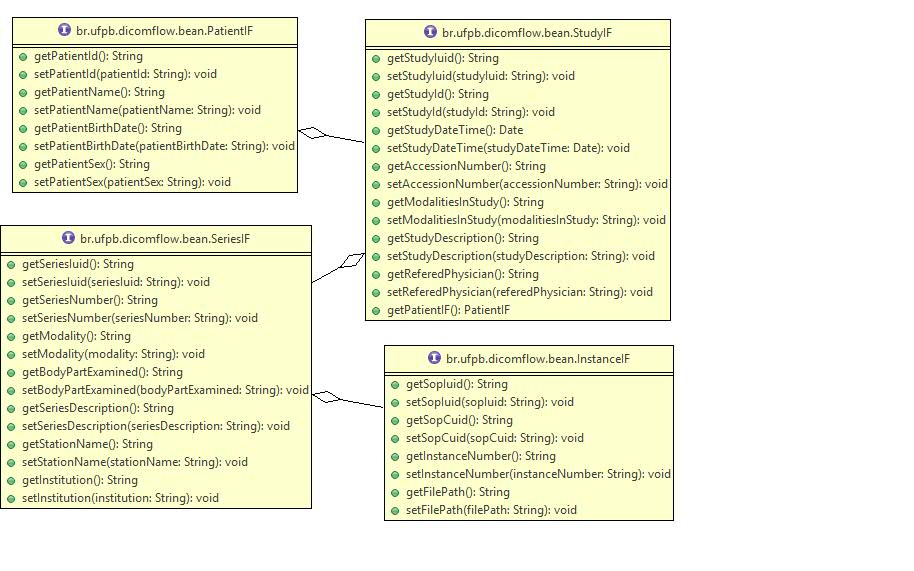 I br.ufpb.dicomflow.bean.PatientIF
getPatientId(): String
setPatientId(patientId: String): void
getPatientName(): String
setPatientName(patientName: String): void
getPatientBirthDate(): String
setPatientBirthDate(patientBirthDate: String): void
getPatientSex(): String
setPatientSex(patientSex: String): void
I br.ufpb.dicomflow.bean.StudyIF
getStudyIuid(): String
setStudyIuid(studyIuid: String): void
getStudyId(): String
setStudyId(studyId: String): void
getStudyDateTime(): Date
setStudyDateTime(studyDateTime: Date): void
getAccessionNumber(): String
setAccessionNumber(accessionNumber: String): void
getModalitiesInStudy(): String
setModalitiesInStudy(modalitiesInStudy: String): void
getStudyDescription(): String
setStudyDescription(studyDescription: String): void
getReferedPhysician(): String
setReferedPhysician(referedPhysician: String): void
getPatientIF(): PatientIF
I br.ufpb.dicomflow.bean.SeriesIF
getSeriesIuid(): String
setSeriesIuid(seriesIuid: String): void
getSeriesNumber(): String
setSeriesNumber(seriesNumber: String): void
getModality(): String
setModality(modality: String): void
getBodyPartExamined(): String
setBodyPartExamined(bodyPartExamined: String): void
getSeriesDescription(): String
setSeriesDescription(seriesDescription: String): void
getStationName(): String
setStationName(stationName: String): void
getInstitution(): String
setInstitution(institution: String): void
I br.ufpb.dicomflow.bean.InstanceIF
getSopIuid(): String
setSopIuid(sopIuid: String): void
getSopCuid(): String
setSopCuid(sopCuid: String): void
getInstanceNumber(): String
setInstanceNumber(instanceNumber: String): void
getFilePath(): String
setFilePath(filePath: String): void